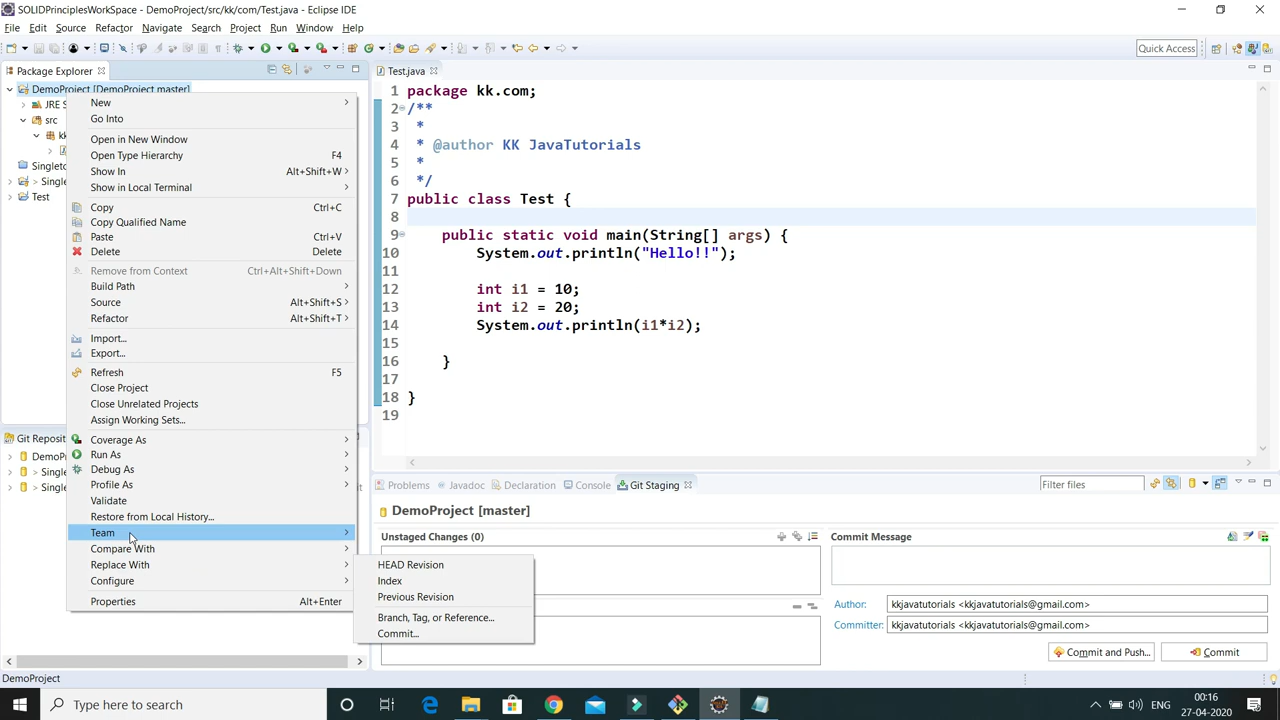 SOLIDPrinciplesWorkSpace - DemoProject/src/kk/com/Test.java - Eclipse IDE
File Edit Source Refactor Navigate Search Project Run Window Help
Quick Access
Package Explorer
DemoProject [DemoProject master]
JRE S
src
kk
Singleto
> Single
Test
New
Go Into
Open in New Window
Open Type Hierarchy F4
Show In Alt+Shift+W
Show in Local Terminal
Copy Ctrl+C
Copy Qualified Name
Paste Ctrl+V
Delete Delete
Remove from Context Ctrl+Alt+Shift+Down
Build Path
Source Alt+Shift+S
Refactor Alt+Shift+T
Import...
Export...
Refresh F5
Close Project
Close Unrelated Projects
Assign Working Sets...
Coverage As
Run As
Debug As
Profile As
Validate
Restore from Local History...
Team
Compare With
Replace With
Configure
Properties Alt+Enter
HEAD Revision
Index
Previous Revision
Branch, Tag, or Reference...
Commit...
Git Reposit
DemoP
> Single
> Single
Test.java
1 package kk.com;
2 /**
3 *
4 * @author KK JavaTutorials
5 *
6 */
7 public class Test {
8
9 public static void main(String[] args) {
10 System.out.println("Hello!!");
11
12 int i1 = 10;
13 int i2 = 20;
14 System.out.println(i1*i2);
15
16 }
17
18 }
19
Problems Javadoc Declaration Console Git Staging
Filter files
DemoProject [master]
Unstaged Changes (0)
Commit Message
Author: kkjavatutorials <kkjavatutorials@gmail.com>
Committer: kkjavatutorials <kkjavatutorials@gmail.com>
Commit and Push...
Commit
DemoProject
Type here to search
ENG
00:16
27-04-2020